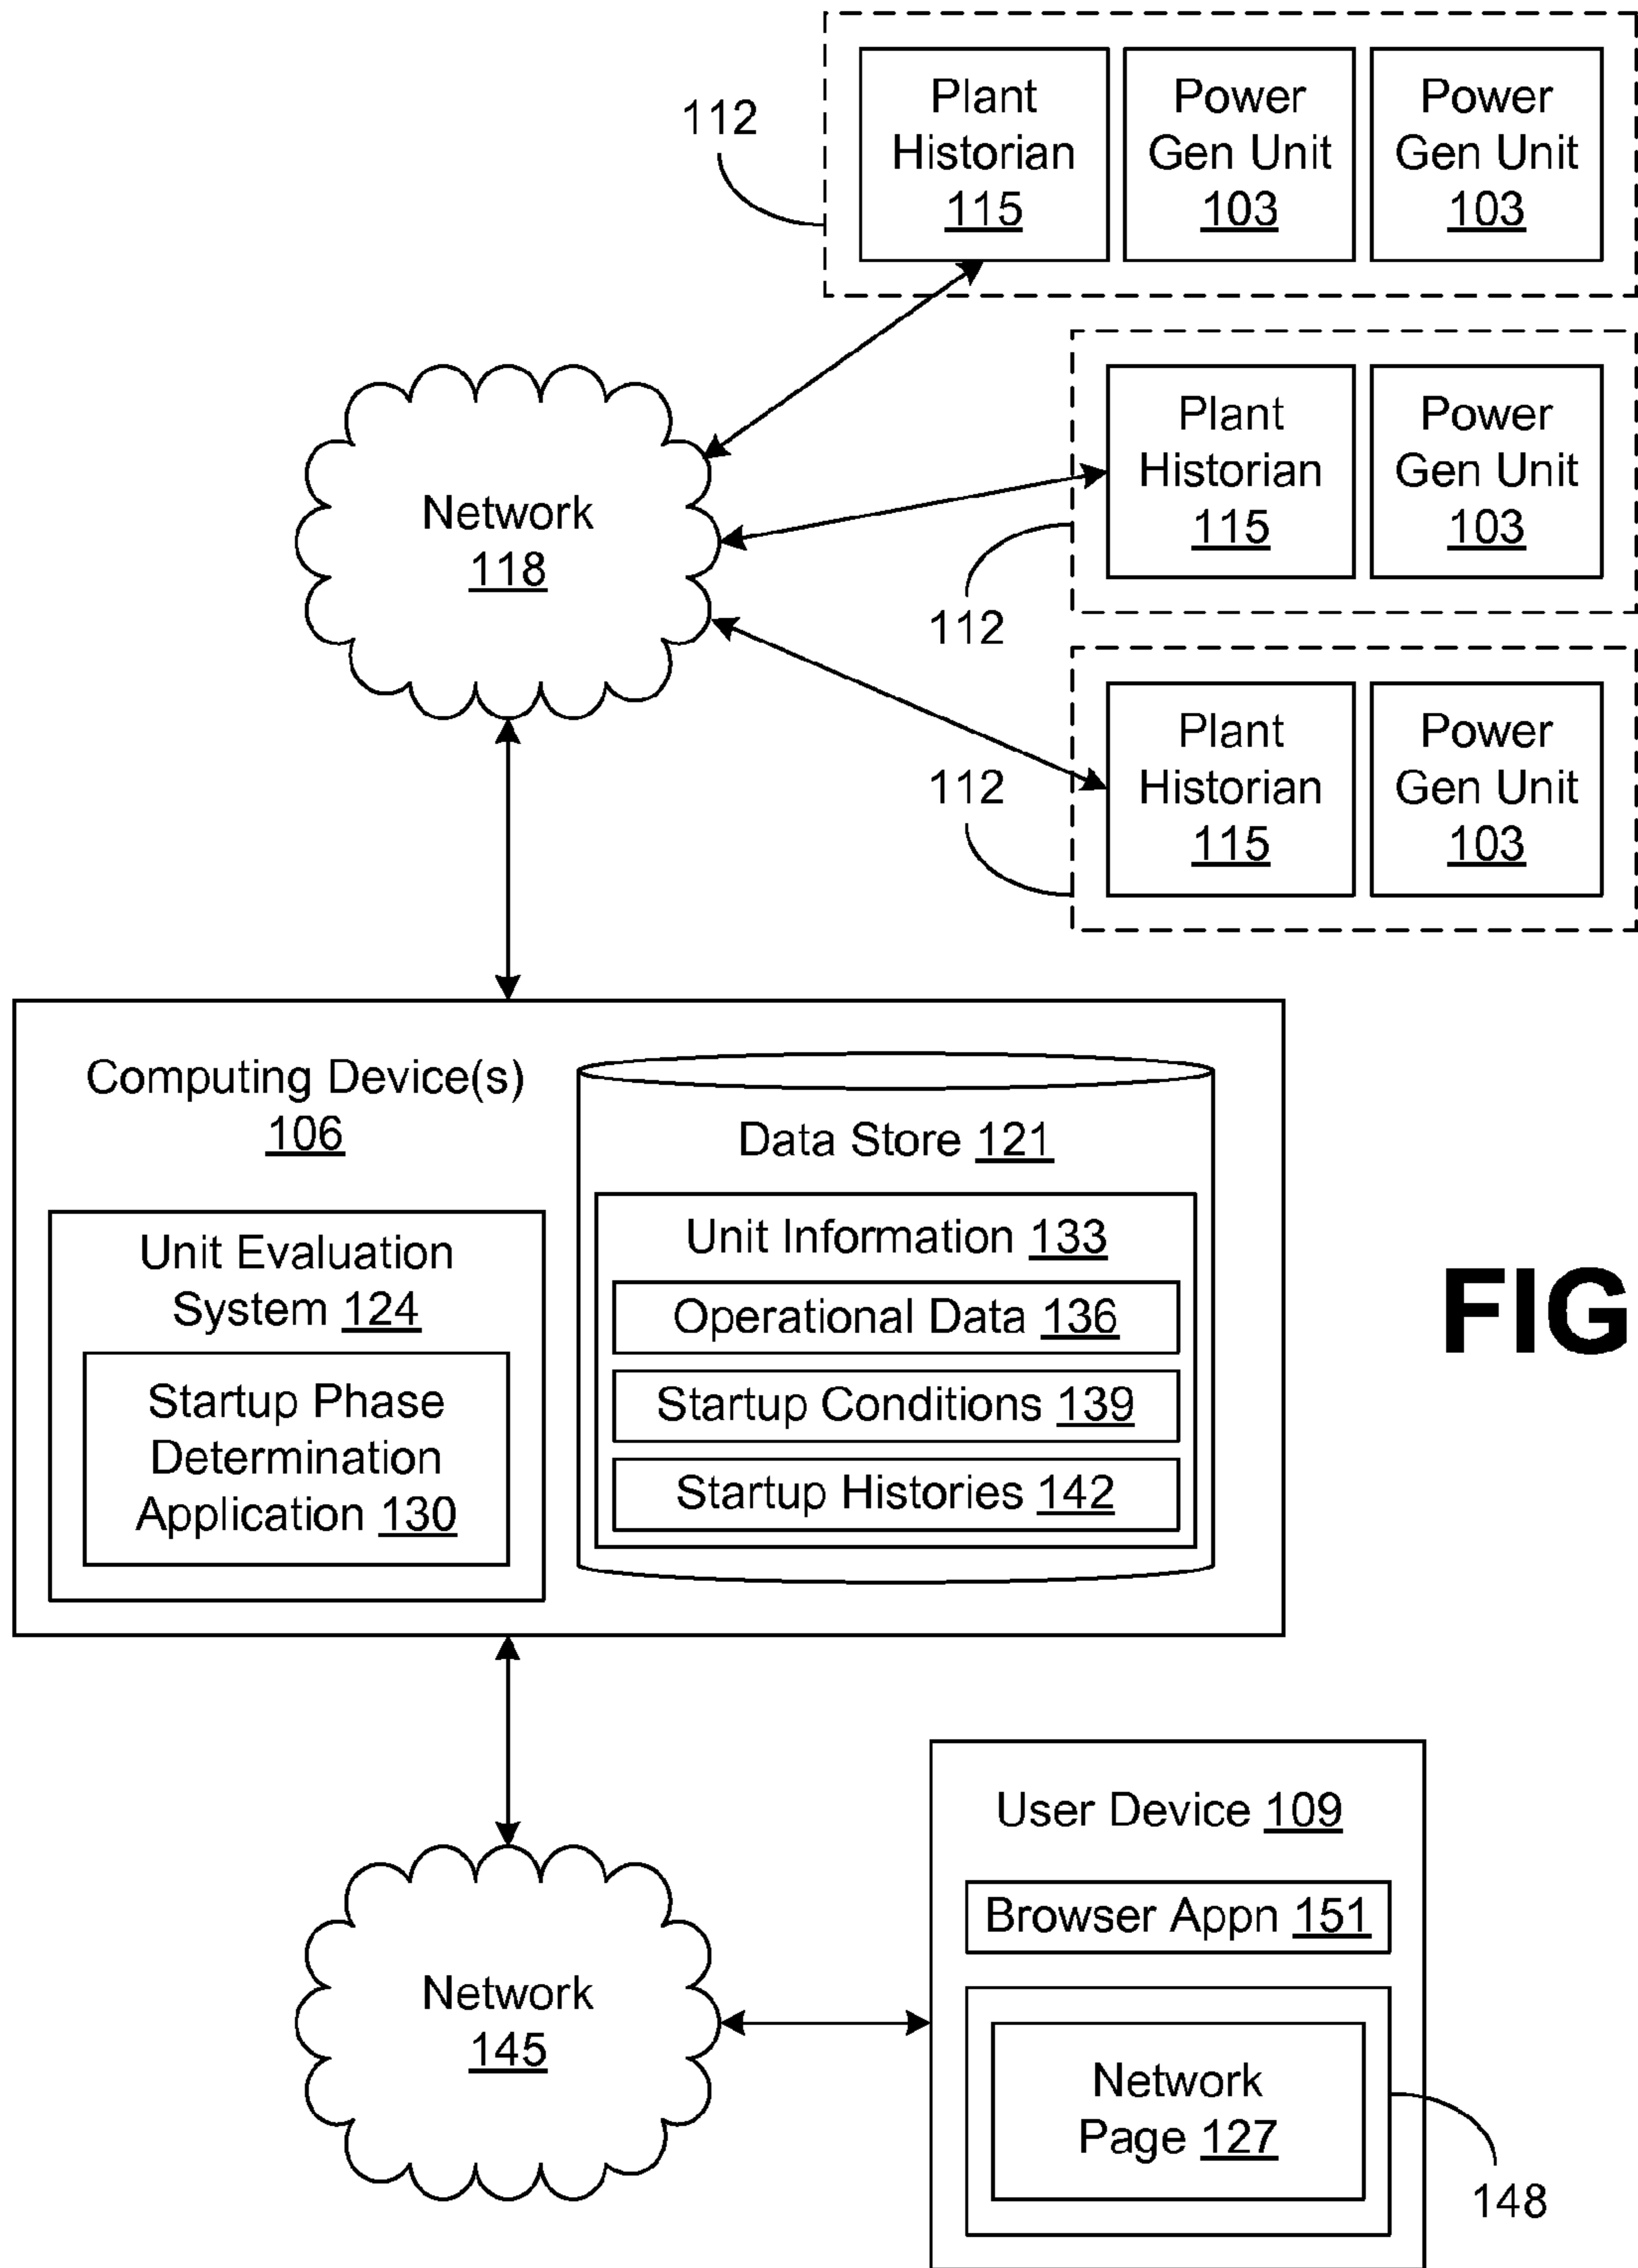 112
Plant
Historian
115
Power
Gen Unit
103
Power
Gen Unit
103
Network
118
Plant
Historian
115
Power
Gen Unit
103
112
Plant
Historian
115
Power
Gen Unit
103
112
Computing Device(s)
106
Unit Evaluation
System 124
Startup Phase
Determination
Application 130
Data Store 121
Unit Information 133
Operational Data 136
Startup Conditions 139
Startup Histories 142
FIG
Network
145
User Device 109
Browser Appn 151
Network
Page 127
148